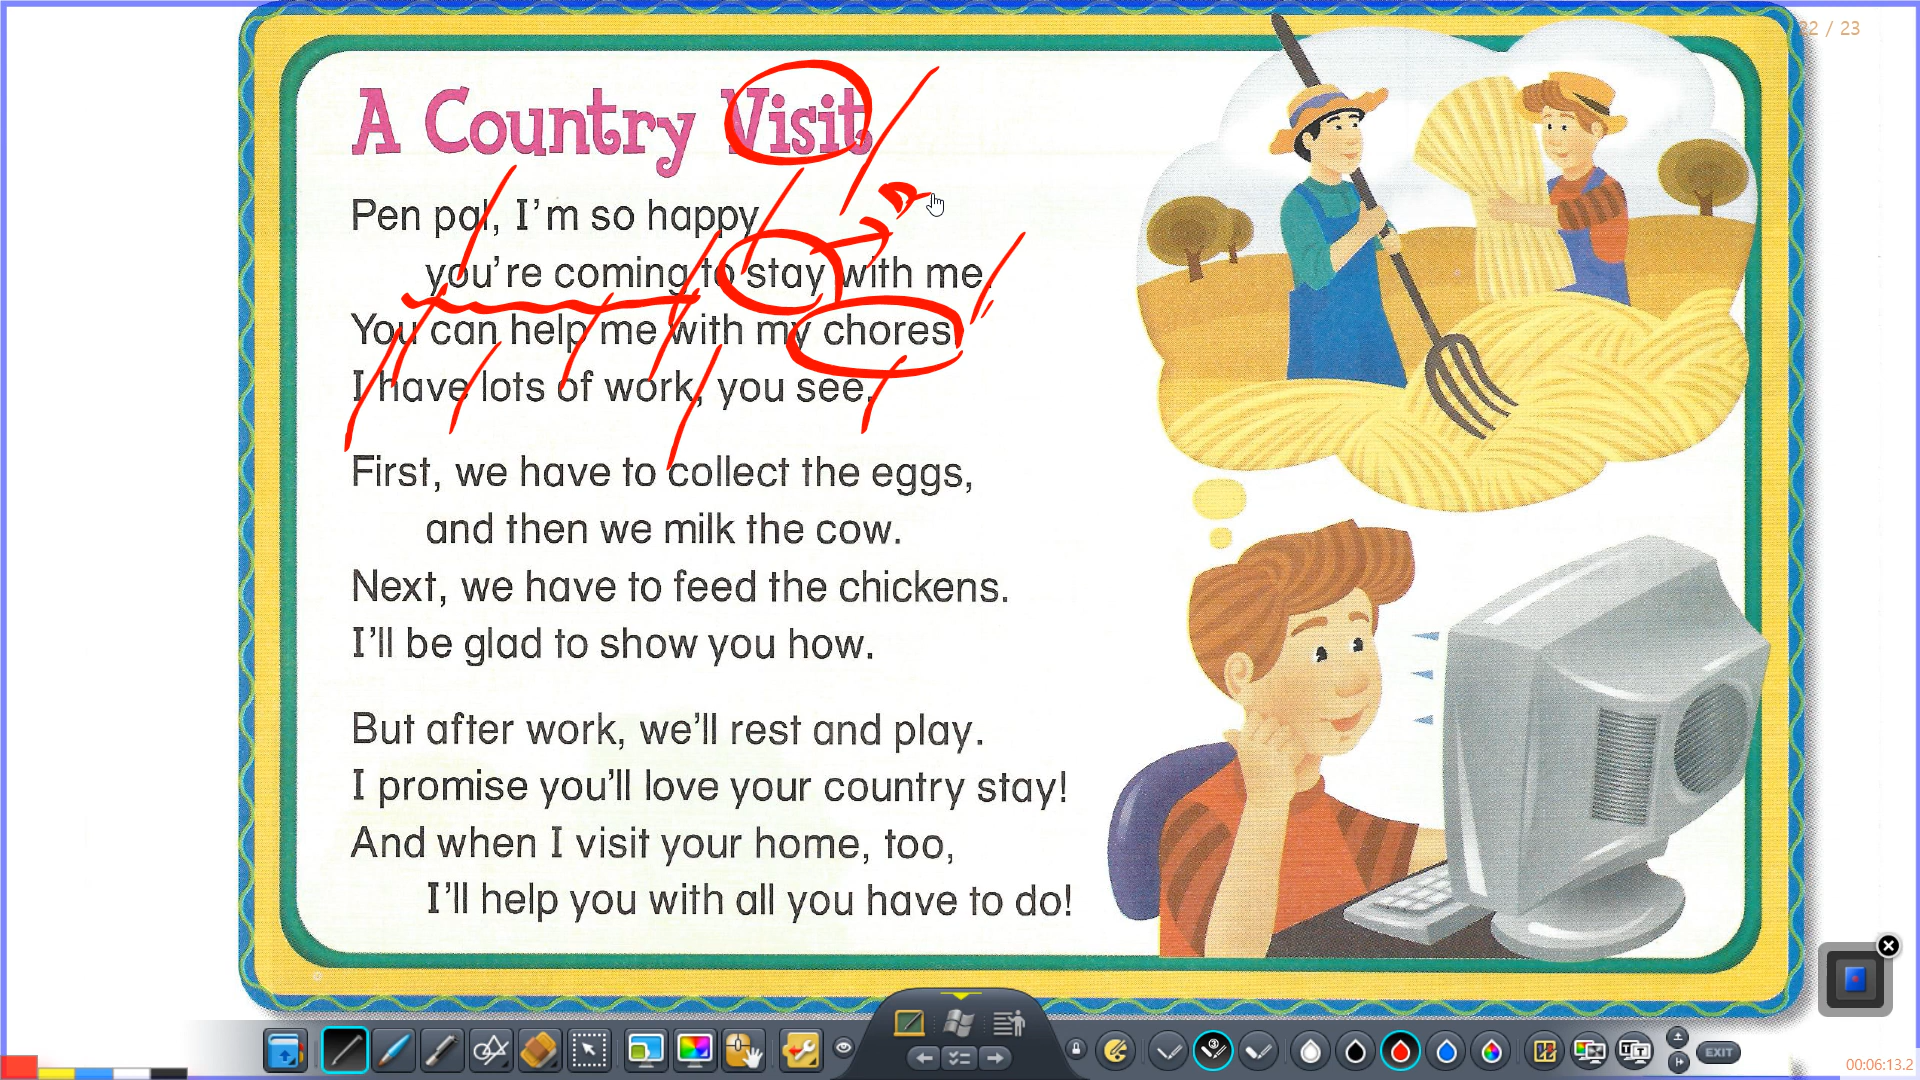 22 / 23
A Country Visit
Pen pal, I'm so happy
you're coming to stay with me.
You can help me with my chores.
I have lots of work, you see.
First, we have to collect the eggs,
and then we milk the cow.
Next, we have to feed the chickens.
I'll be glad to show you how.
But after work, we'll rest and play.
I promise you'll love your country stay!
And when I visit your home, too,
I'll help you with all you have to do!
EXIT
00:06:13.2